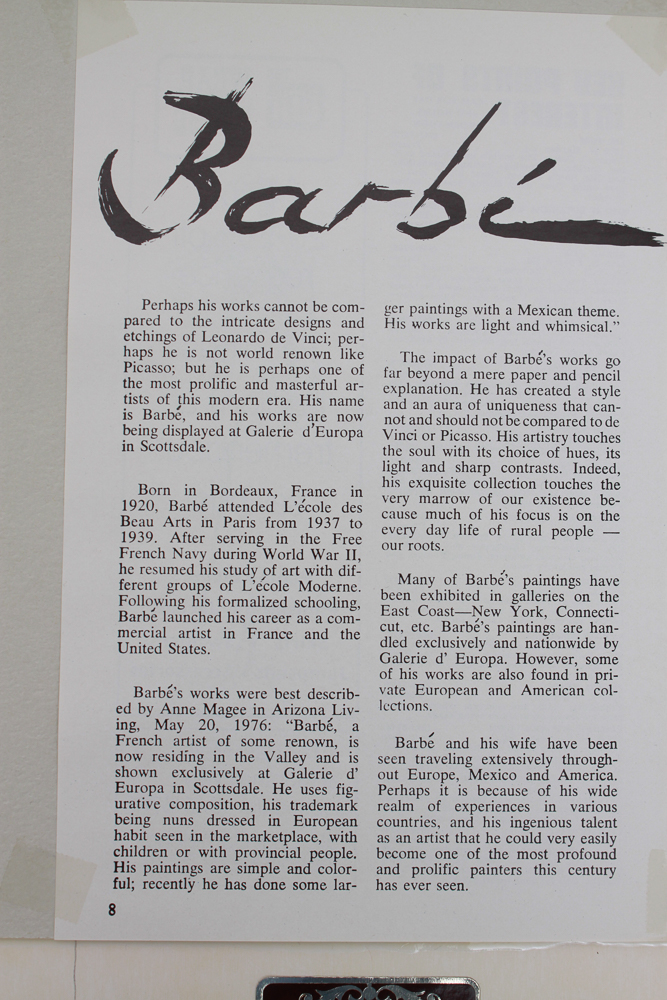 Barbé
Perhaps his works cannot be com-
pared to the intricate designs and
etchings of Leonardo de Vinci; per-
haps he is not world renown like
Picasso; but he is perhaps one of
the most prolific and masterful ar-
tists of this modern era. His name
is Barbé, and his works are now
being displayed at Galerie d'Europa
in Scottsdale.
Born in Bordeaux, France in
1920, Barbé attended L'école des
Beau Arts in Paris from 1937 to
1939. After serving in the Free
French Navy during World War II,
he resumed his study of art with dif-
ferent groups of L'école Moderne.
Following his formalized schooling,
Barbé launched his career as a com-
mercial artist in France and the
United States.
Barbé's works were best describ-
ed by Anne Magee in Arizona Liv-
ing, May 20, 1976: “Barbé, a
French artist of some renown, is
now residing in the Valley and is
shown exclusively at Galerie d'
Europa in Scottsdale. He uses fig-
urative composition, his trademark
being nuns dressed in European
habit seen in the marketplace, with
children or with provincial people.
His paintings are simple and color-
ful; recently he has done some lar-
ger paintings with a Mexican theme.
His works are light and whimsical.”
The impact of Barbé's works go
far beyond a mere paper and pencil
explanation. He has created a style
and an aura of uniqueness that can-
not and should not be compared to de
Vinci or Picasso. His artistry touches
the soul with its choice of hues, its
light and sharp contrasts. Indeed,
his exquisite collection touches the
very marrow of our existence be-
cause much of his focus is on the
every day life of rural people —
our roots.
Many of Barbé's paintings have
been exhibited in galleries on the
East Coast—New York, Connecti-
cut, etc. Barbé's paintings are han-
dled exclusively and nationwide by
Galerie d' Europa. However, some
of his works are also found in pri-
vate European and American col-
lections.
Barbé and his wife have been
seen traveling extensively through-
out Europe, Mexico and America.
Perhaps it is because of his wide
realm of experiences in various
countries, and his ingenious talent
as an artist that he could very easily
become one of the most profound
and prolific painters this century
has ever seen.
8